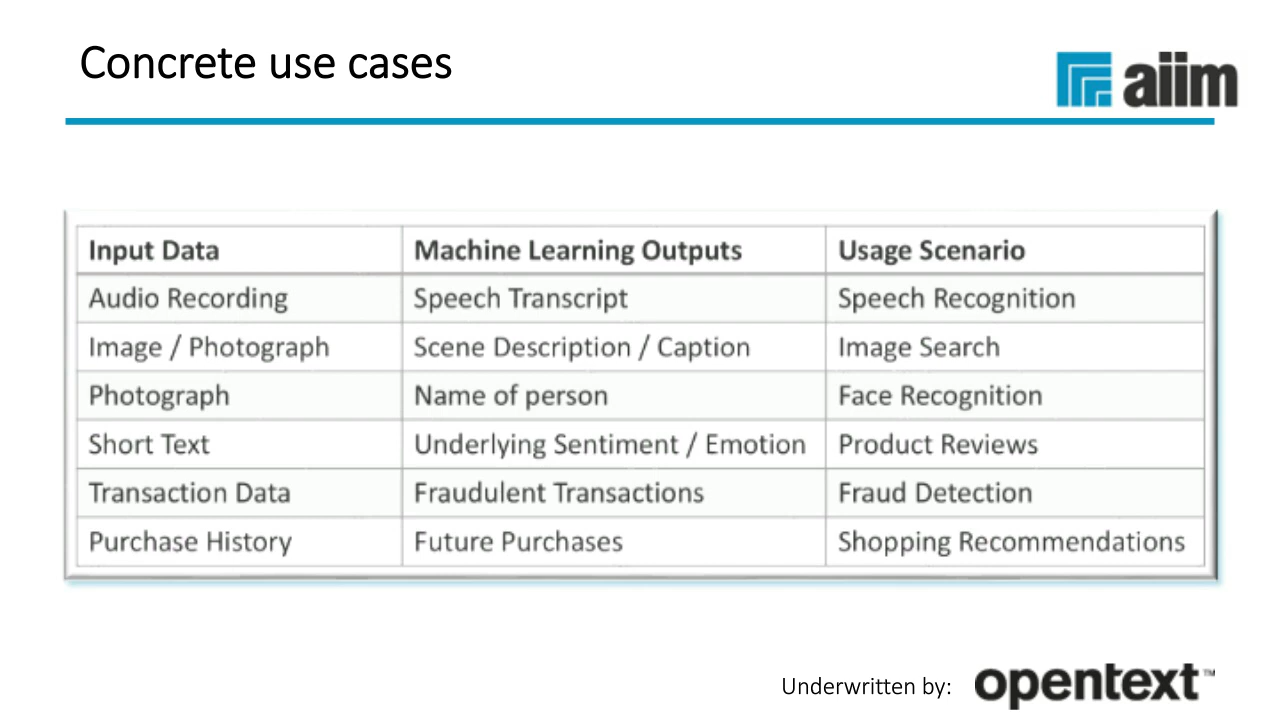 Concrete use cases
aiim
Input Data Machine Learning Outputs Usage Scenario
Audio Recording Speech Transcript Speech Recognition
Image / Photograph Scene Description / Caption Image Search
Photograph Name of person Face Recognition
Short Text Underlying Sentiment / Emotion Product Reviews
Transaction Data Fraudulent Transactions Fraud Detection
Purchase History Future Purchases Shopping Recommendations
Underwritten by: opentext™